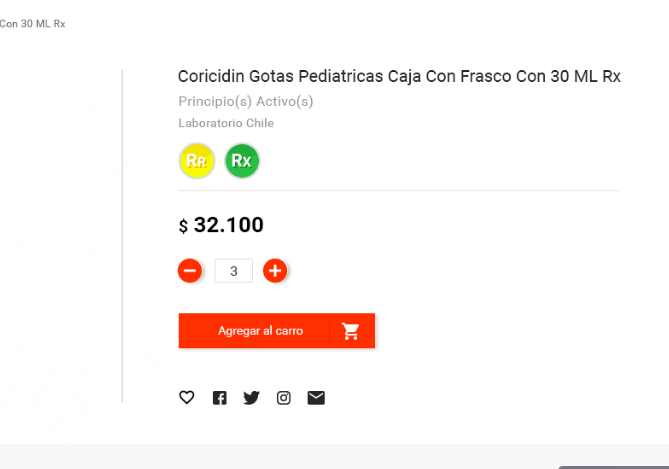 Con 30 ML Rx
Coricidin Gotas Pediatricas Caja Con Frasco Con 30 ML Rx
Principio(s) Activo(s)
Laboratorio Chile
RR RX
$ 32.100
3
Agregar al carro